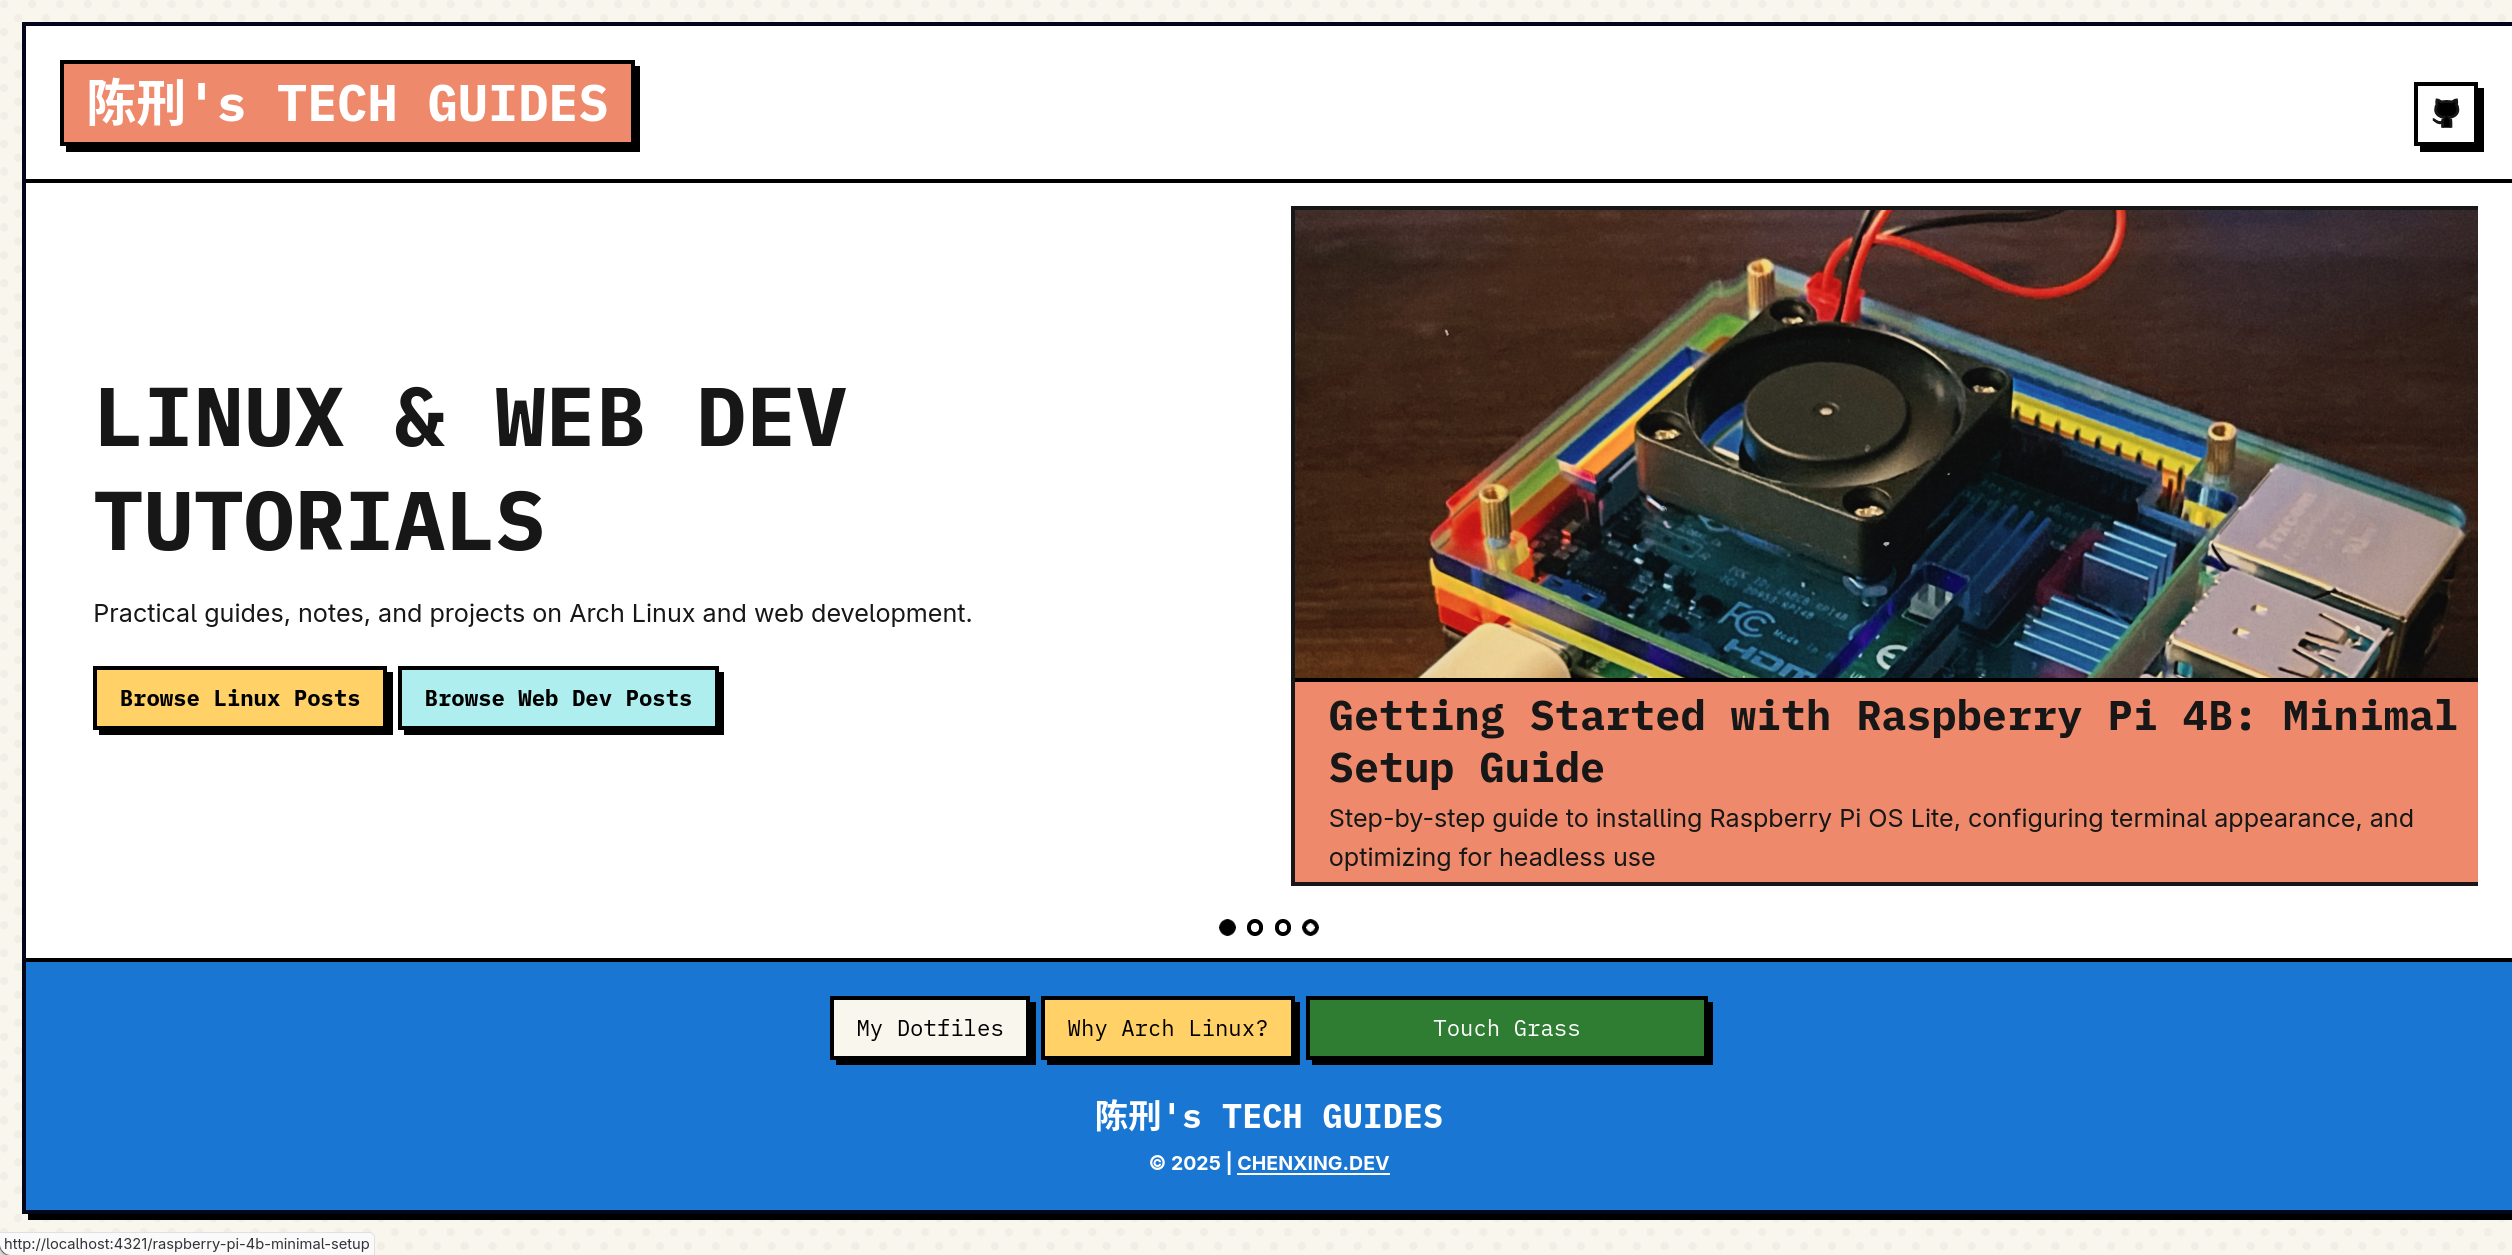 陈刑's TECH GUIDES
LINUX & WEB DEV
TUTORIALS
Practical guides, notes, and projects on Arch Linux and web development.
Browse Linux Posts
Browse Web Dev Posts
FC
HDMI
CE
Getting Started with Raspberry Pi 4B: Minimal
Setup Guide
Step-by-step guide to installing Raspberry Pi OS Lite, configuring terminal appearance, and
optimizing for headless use
My Dotfiles
Why Arch Linux?
Touch Grass
陈刑's TECH GUIDES
© 2025 | CHENXING.DEV
http://localhost:4321/raspberry-pi-4b-minimal-setup